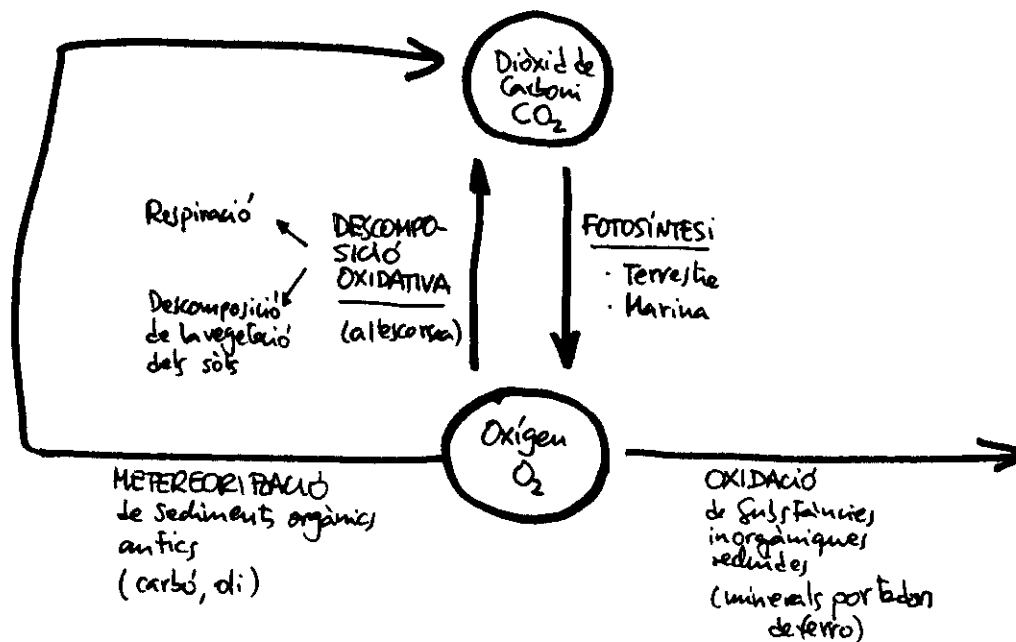 Diòxid de
Carboni
CO₂
Respiració
Descomposició
de la vegetació
dels sòls
DESCOMPO-
SICIÓ
OXIDATIVA
(a l'escorça)
FOTOSÍNTESI
· Terrestre
· Marina
Oxígen
O₂
METEREORITZACIÓ
de sediments orgànics
antics
(carbó, oli)
OXIDACIÓ
de substàncies
inorgàniques
reduïdes
(minerals portadors
de ferro)